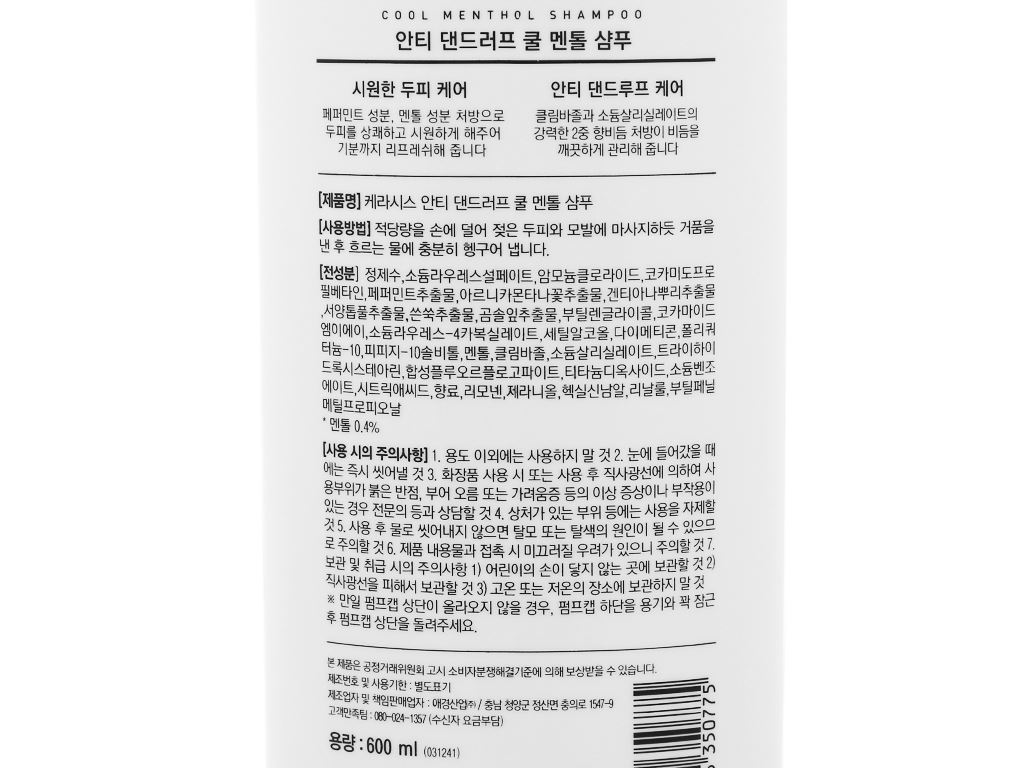 COOL MENTHOL SHAMPOO
안티 댄드러프 쿨 멘톨 샴푸
시원한 두피 케어
페퍼민트 성분, 멘톨 성분 처방으로
두피를 상쾌하고 시원하게 해주어
기분까지 리프레쉬해 줍니다
안티 댄드루프 케어
클림바졸과 소듐살리실레이트의
강력한 2중 항비듬 처방이 비듬을
깨끗하게 관리해 줍니다
[제품명] 케라시스 안티 댄드러프 쿨 멘톨 샴푸
[사용방법] 적당량을 손에 덜어 젖은 두피와 모발에 마사지하듯 거품을
낸 후 흐르는 물에 충분히 헹구어 냅니다.
[전성분] 정제수,소듐라우레스설페이트,암모늄클로라이드,코카미도프로
필베타인,페퍼민트추출물,아르니카몬타나꽃추출물,겐티아나뿌리추출물
,서양톱풀추출물,쓴쑥추출물,곰솔잎추출물,부틸렌글라이콜,코카마이드
엠이에이,소듐라우레스-4카복실레이트,세틸알코올,다이메티콘,폴리쿼
터늄-10,피피지-10솔비톨,멘톨,클림바졸,소듐살리실레이트,트라이하이
드록시스테아린,합성플루오르플로고파이트,티타늄디옥사이드,소듐벤조
에이트,시트릭애씨드,향료,리모넨,제라니올,헥실신남알,리날룰,부틸페닐
메틸프로피오날
* 멘톨 0.4%
[사용 시의 주의사항] 1. 용도 이외에는 사용하지 말 것 2. 눈에 들어갔을 때
에는 즉시 씻어낼 것 3. 화장품 사용 시 또는 사용 후 직사광선에 의하여 사
용부위가 붉은 반점, 부어 오름 또는 가려움증 등의 이상 증상이나 부작용이
있는 경우 전문의 등과 상담할 것 4. 상처가 있는 부위 등에는 사용을 자제할
것 5. 사용 후 물로 씻어내지 않으면 탈모 또는 탈색의 원인이 될 수 있으므
로 주의할 것 6. 제품 내용물과 접촉 시 미끄러질 우려가 있으니 주의할 것 7.
보관 및 취급 시의 주의사항 1) 어린이의 손이 닿지 않는 곳에 보관할 것 2)
직사광선을 피해서 보관할 것 3) 고온 또는 저온의 장소에 보관하지 말 것
※ 만일 펌프캡 상단이 올라오지 않을 경우, 펌프캡 하단을 용기와 꽉 잠근
후 펌프캡 상단을 돌려주세요.
본 제품은 공정거래위원회 고시 소비자분쟁해결기준에 의해 보상받을 수 있습니다.
제조번호 및 사용기한 : 별도표기
제조업자 및 책임판매업자 : 애경산업㈜ / 충남 청양군 정산면 충의로 1547-9
고객만족팀 : 080-024-1357 (수신자 요금부담)
용량 : 600 ml (031241)
350775